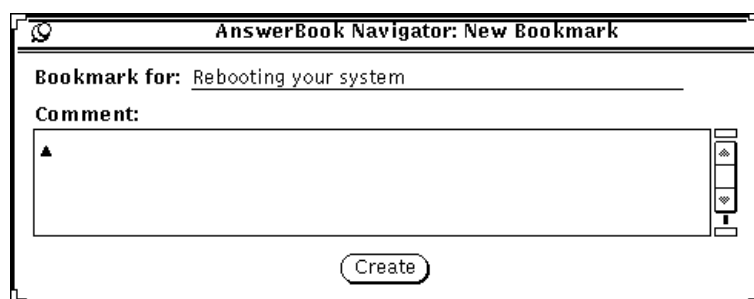 AnswerBook Navigator: New Bookmark
Bookmark for: Rebooting your system
Comment:
Create